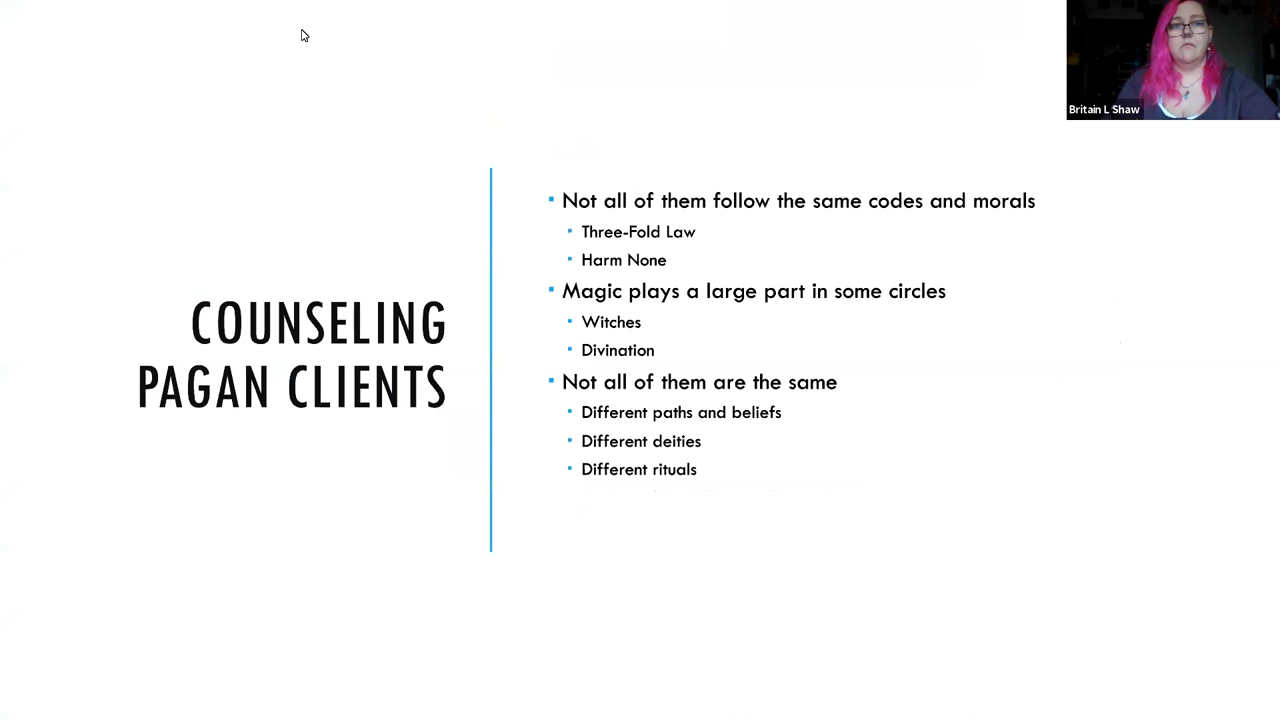 Britain L Shaw
COUNSELING
PAGAN CLIENTS
Not all of them follow the same codes and morals
Three-Fold Law
Harm None
Magic plays a large part in some circles
Witches
Divination
Not all of them are the same
Different paths and beliefs
Different deities
Different rituals